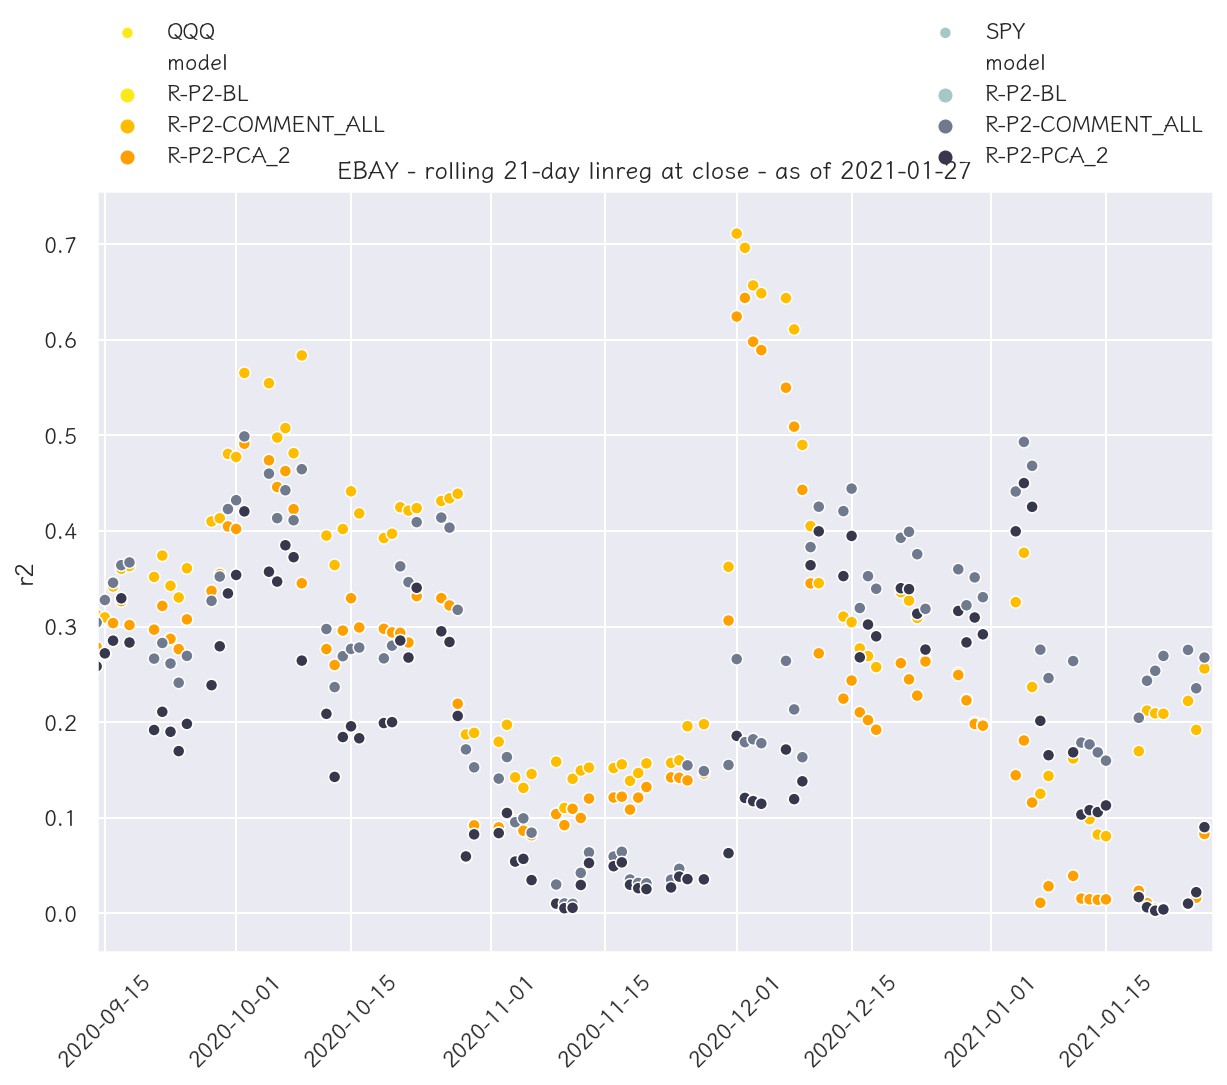 QQQ
model
R-P2-BL
R-P2-COMMENT_ALL
R-P2-PCA_2
SPY
model
R-P2-BL
R-P2-COMMENT_ALL
R-P2-PCA_2
EBAY - rolling 21-day linreg at close - as of 2021-01-27
r2
0.7
0.6
0.5
0.4
0.3
0.2
0.1
0.0
2020-09-15
2020-10-01
2020-10-15
2020-11-01
2020-11-15
2020-12-01
2020-12-15
2021-01-01
2021-01-15